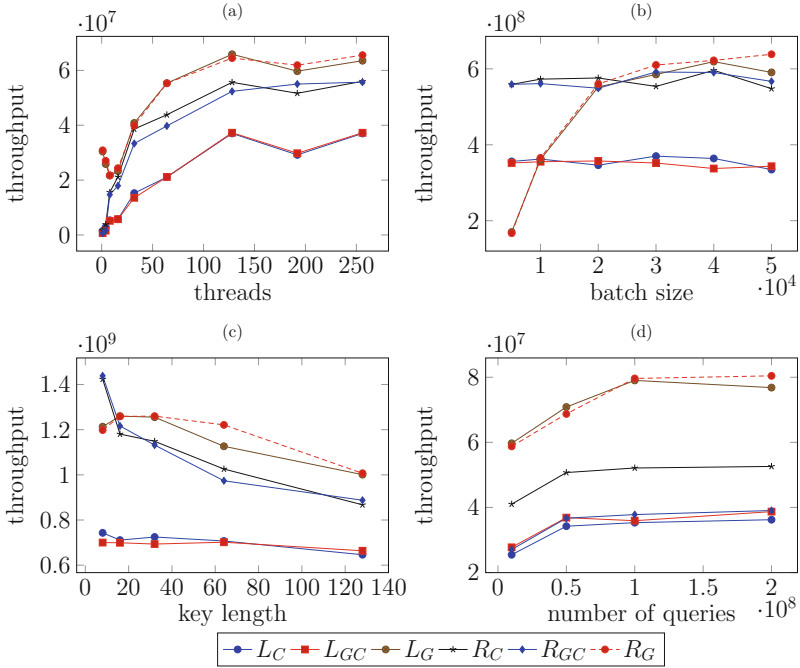 (a) (b)
·10^7 ·10^8
throughput
6
4
2
0
0 50 100 150 200 250
threads
throughput
6
4
2
1 2 3 4 5
·10^4
batch size
(c) (d)
·10^9 ·10^7
throughput
1.4
1.2
1
0.8
0.6
0 20 40 60 80 100 120 140
key length
throughput
8
6
4
2
0 0.5 1 1.5 2
·10^8
number of queries
L_C L_GC L_G R_C R_GC R_G